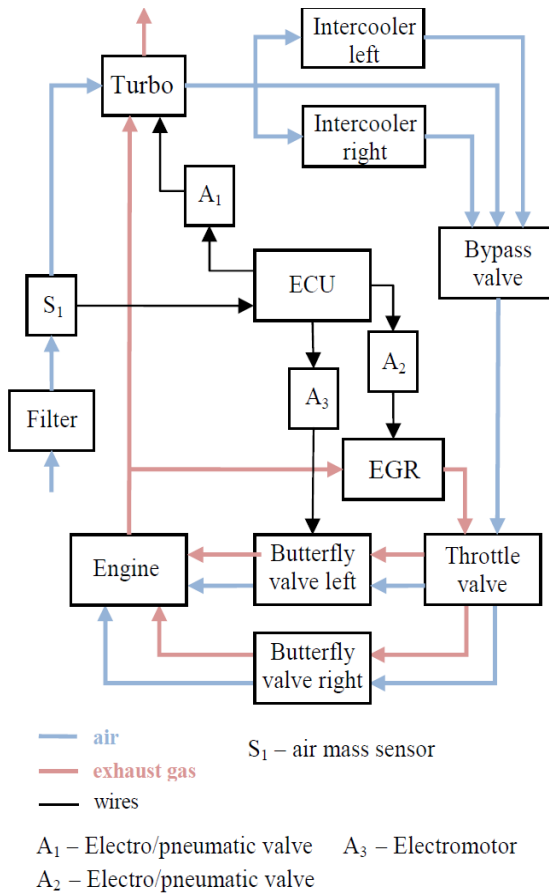 Turbo
Intercooler
left
Intercooler
right
A1
Bypass
valve
ECU
S1
A2
A3
Filter
EGR
Engine
Butterfly
valve left
Throttle
valve
Butterfly
valve right
air
S1 – air mass sensor
exhaust gas
wires
A1 – Electro/pneumatic valve A3 – Electromotor
A2 – Electro/pneumatic valve